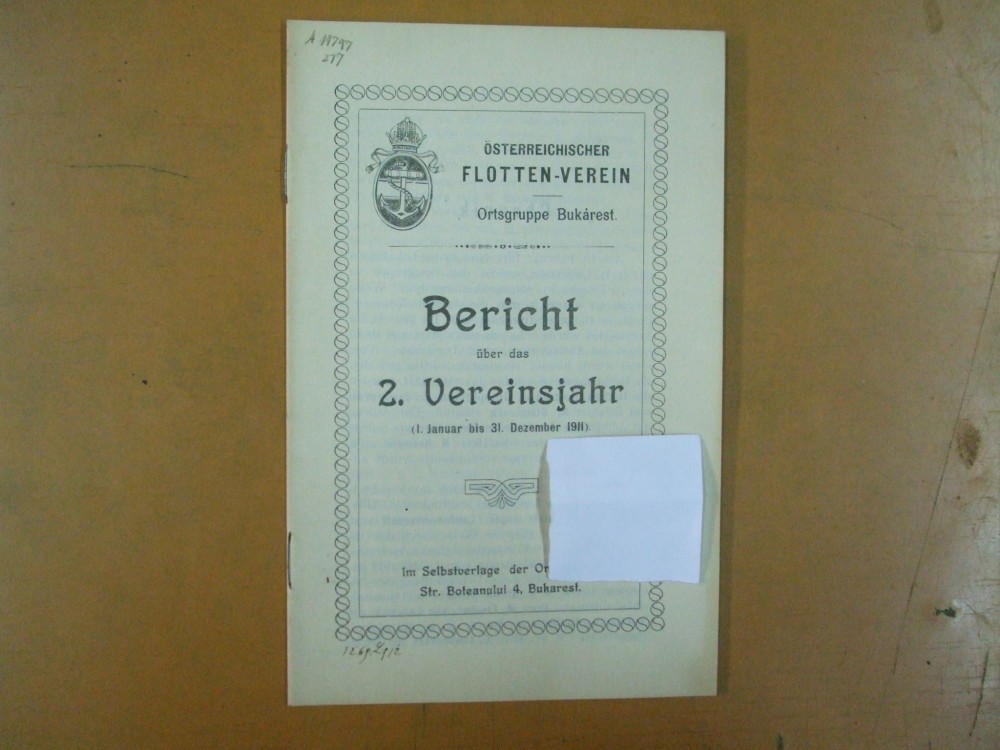 A 11797
277
ÖSTERREICHISCHER
FLOTTEN-VEREIN
Ortsgruppe Bukárest.
Bericht
über das
2. Vereinsjahr
(1. Januar bis 31. Dezember 1911).
Im Selbstverlage der
Str. Boteanului 4, Bukarest.